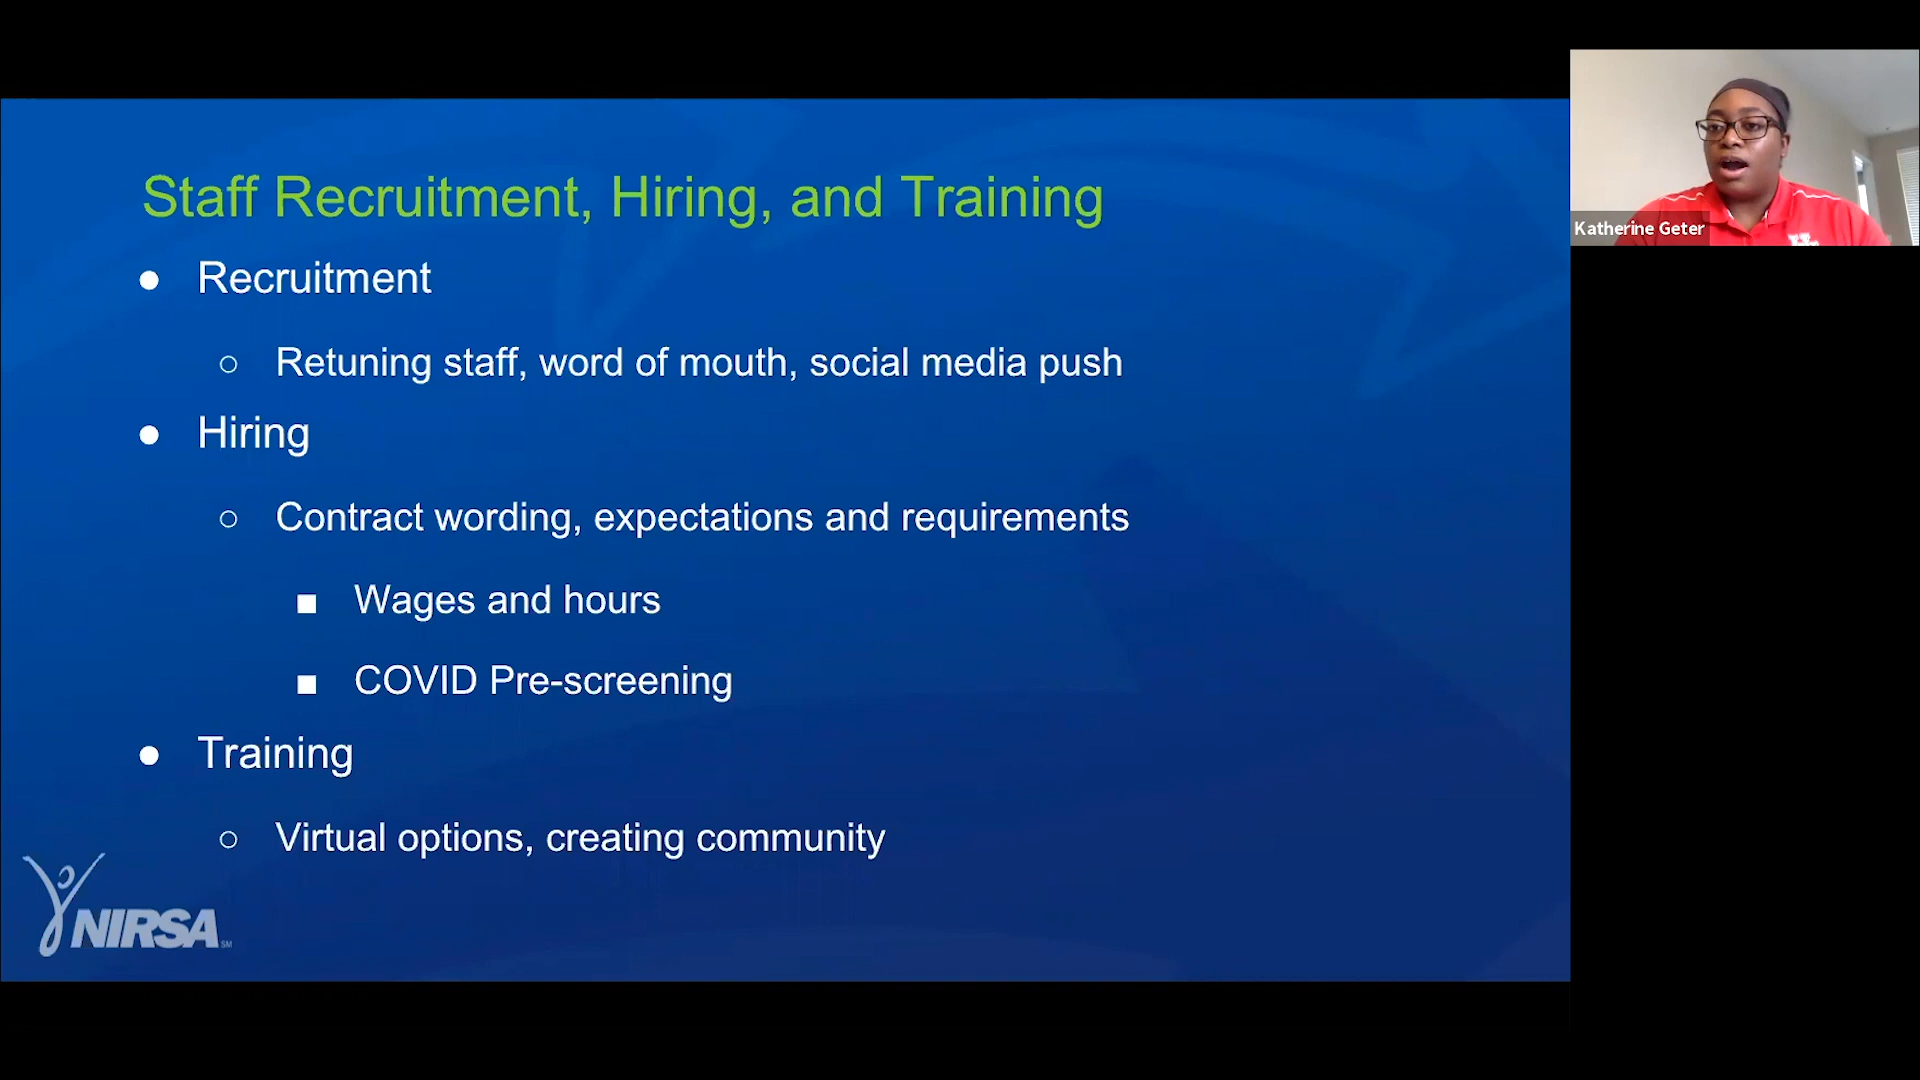 Staff Recruitment, Hiring, and Training
● Recruitment
○ Retuning staff, word of mouth, social media push
● Hiring
○ Contract wording, expectations and requirements
■ Wages and hours
■ COVID Pre-screening
● Training
○ Virtual options, creating community
NIRSA SM
Katherine Geter